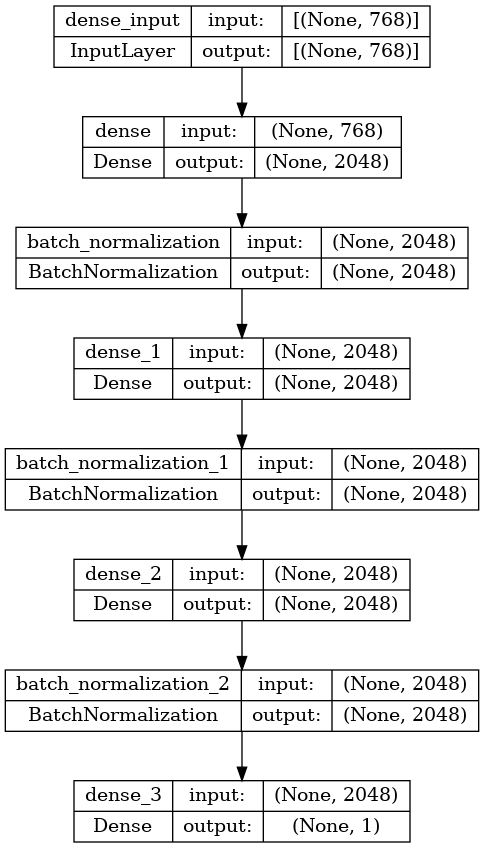 dense_input input: [(None, 768)]
InputLayer output: [(None, 768)]
dense input: (None, 768)
Dense output: (None, 2048)
batch_normalization input: (None, 2048)
BatchNormalization output: (None, 2048)
dense_1 input: (None, 2048)
Dense output: (None, 2048)
batch_normalization_1 input: (None, 2048)
BatchNormalization output: (None, 2048)
dense_2 input: (None, 2048)
Dense output: (None, 2048)
batch_normalization_2 input: (None, 2048)
BatchNormalization output: (None, 2048)
dense_3 input: (None, 2048)
Dense output: (None, 1)